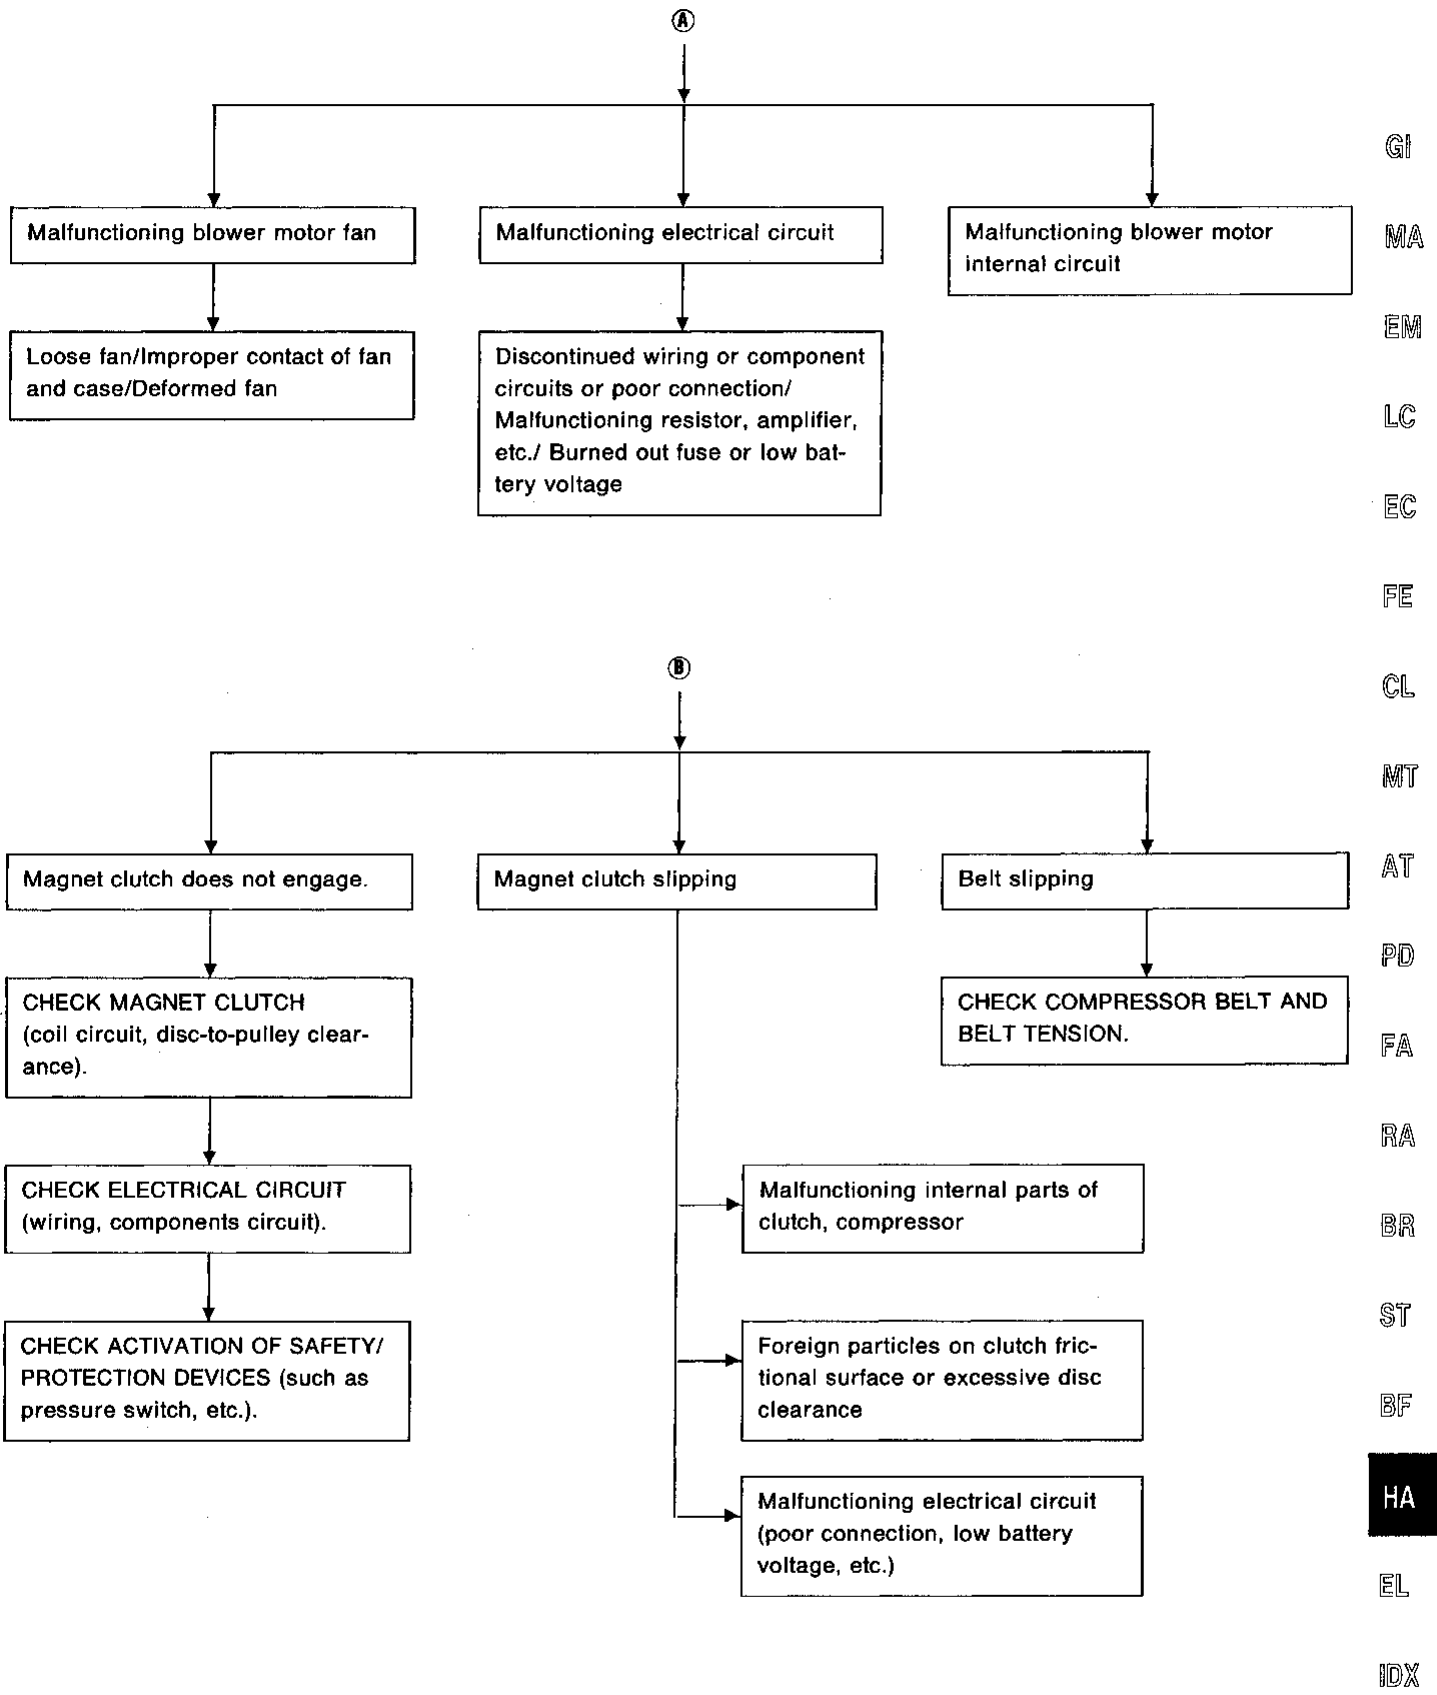 A
Malfunctioning blower motor fan
Malfunctioning electrical circuit
Malfunctioning blower motor
internal circuit
Loose fan/Improper contact of fan
and case/Deformed fan
Discontinued wiring or component
circuits or poor connection/
Malfunctioning resistor, amplifier,
etc./ Burned out fuse or low bat-
tery voltage
B
Magnet clutch does not engage.
Magnet clutch slipping
Belt slipping
CHECK MAGNET CLUTCH
(coil circuit, disc-to-pulley clear-
ance).
CHECK COMPRESSOR BELT AND
BELT TENSION.
CHECK ELECTRICAL CIRCUIT
(wiring, components circuit).
CHECK ACTIVATION OF SAFETY/
PROTECTION DEVICES (such as
pressure switch, etc.).
Malfunctioning internal parts of
clutch, compressor
Foreign particles on clutch fric-
tional surface or excessive disc
clearance
Malfunctioning electrical circuit
(poor connection, low battery
voltage, etc.)
GI
MA
EM
LC
EC
FE
CL
MT
AT
PD
FA
RA
BR
ST
BF
HA
EL
IDX